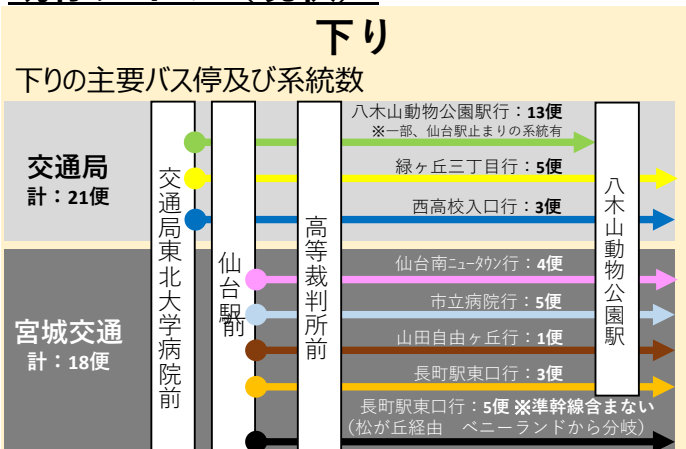 下り
下りの主要バス停及び系統数
交通局
計：21便
宮城交通
計：18便
交通局東北大学病院前
仙台駅前
高等裁判所前
八木山動物公園駅
八木山動物公園駅行：13便
※一部、仙台駅止まりの系統有
緑ヶ丘三丁目行：5便
西高校入口行：3便
仙台南ﾆｭｰﾀｳﾝ行：4便
市立病院行：5便
山田自由ヶ丘行：1便
長町駅東口行：3便
長町駅東口行：5便 ※準幹線含まない
（松が丘経由　ベニーランドから分岐）